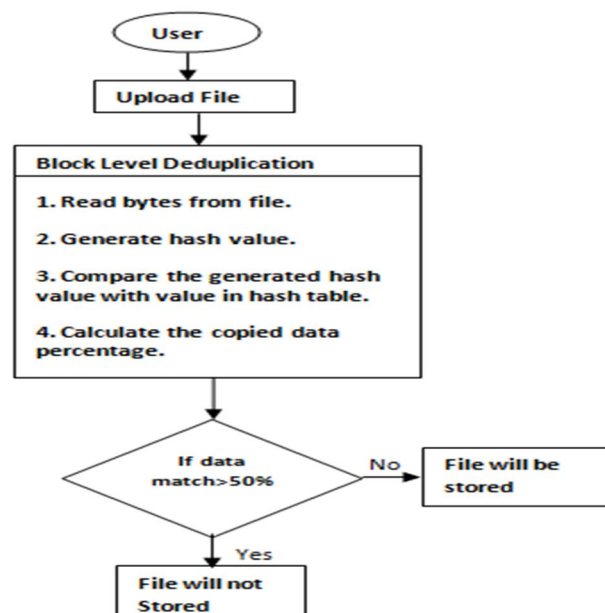 User
Upload File
Block Level Deduplication
1. Read bytes from file.
2. Generate hash value.
3. Compare the generated hash
value with value in hash table.
4. Calculate the copied data
percentage.
If data
match>50%
No
File will be
stored
Yes
File will not
Stored